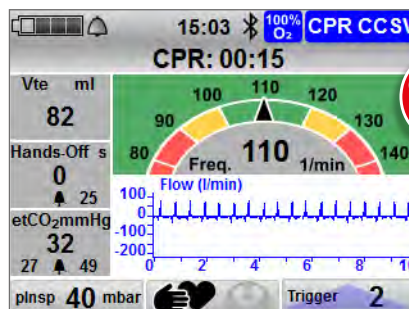 15:03 100% O₂ CPR CCSV
CPR: 00:15
Vte ml
82
Hands-Off s
0
25
etCO₂mmHg
32
27 49
pInsp 40 mbar
80 90 100 110 120 130 140
Freq. 110 1/min
Flow (l/min)
100
0
-100
-200
0 2 4 6 8 10
Trigger 2